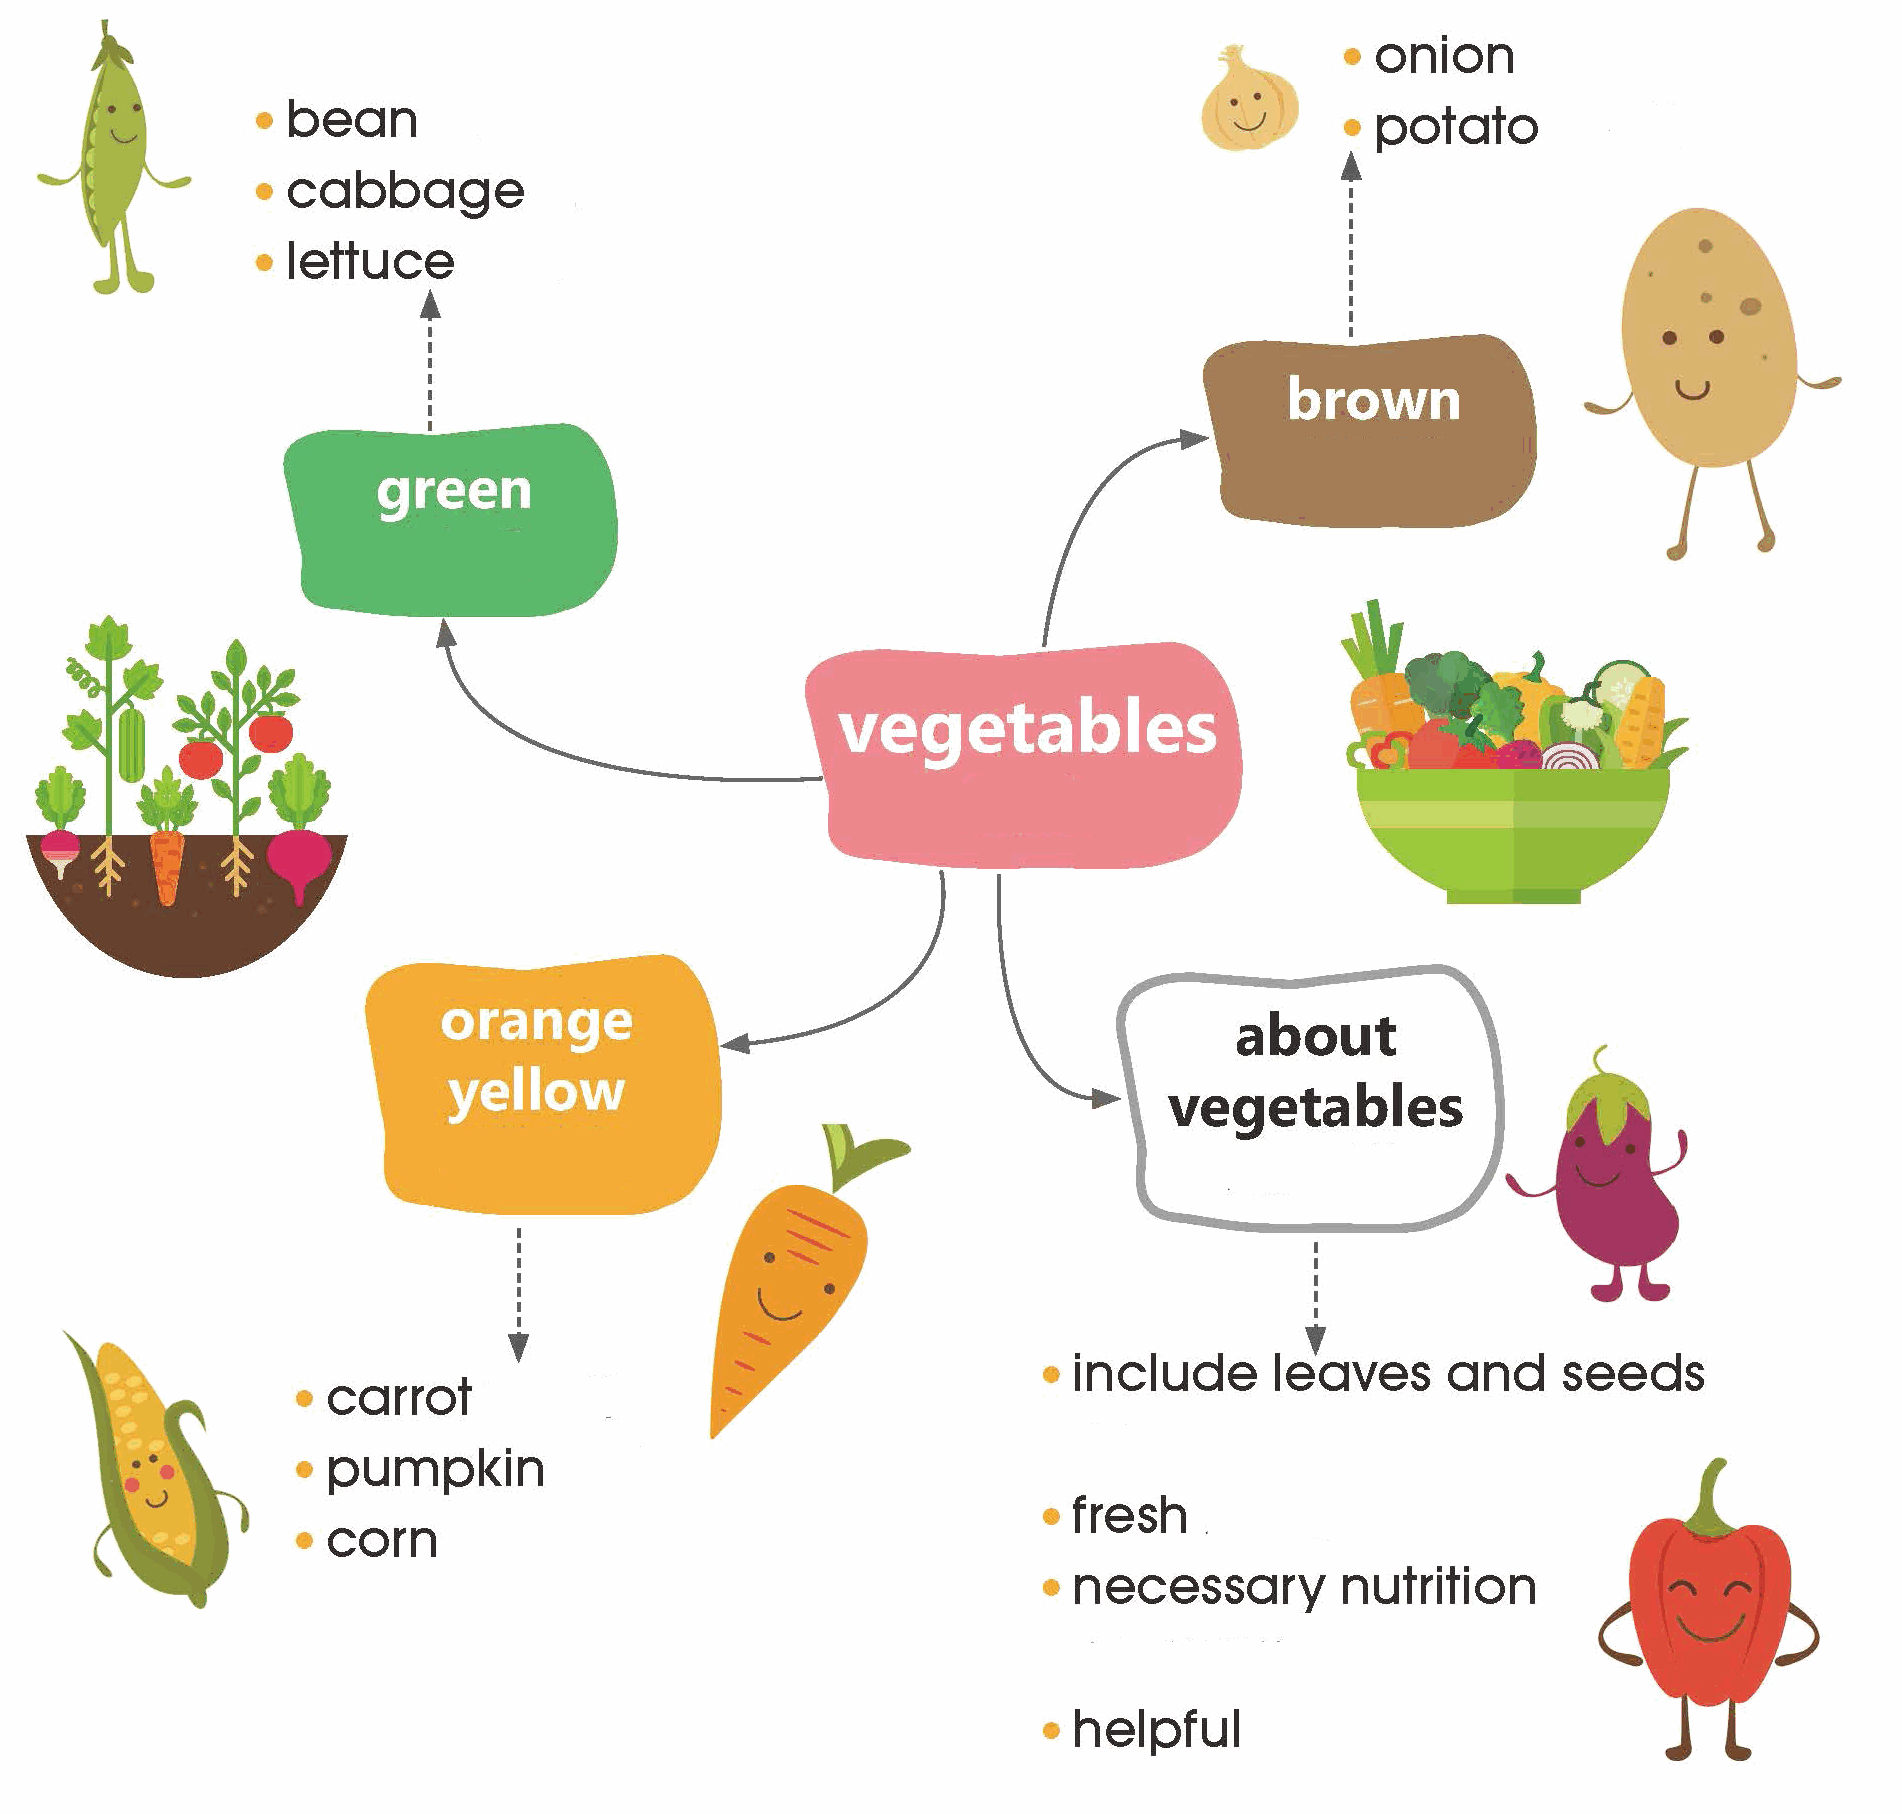 bean
cabbage
lettuce
onion
potato
brown
green
vegetables
orange
yellow
about
vegetables
carrot
pumpkin
corn
include leaves and seeds
fresh
necessary nutrition
helpful